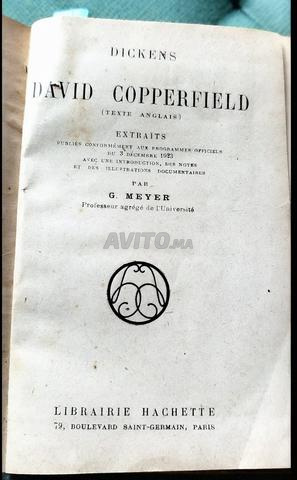 DICKENS
DAVID COPPERFIELD
(TEXTE ANGLAIS)
EXTRAITS
PUBLIÉS CONFORMÉMENT AUX PROGRAMMES OFFICIELS
DU 3 DÉCEMBRE 1923
AVEC UNE INTRODUCTION, DES NOTES
ET DES ILLUSTRATIONS DOCUMENTAIRES
PAR
G. MEYER
Professeur agrégé de l'Université
AVITO.MA
LIBRAIRIE HACHETTE
79, BOULEVARD SAINT-GERMAIN, PARIS